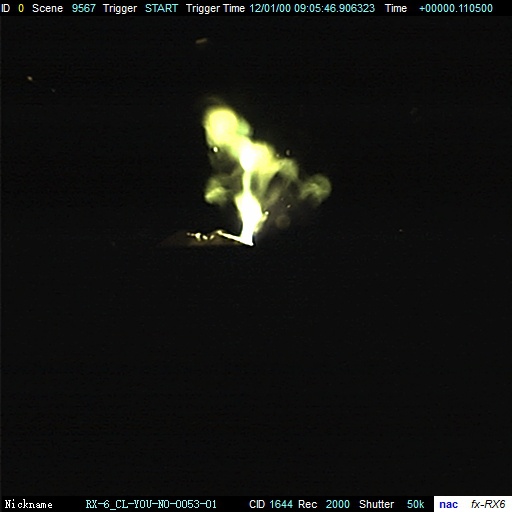 ID 0 Scene 9567 Trigger START Trigger Time 12/01/00 09:05:46.906323 Time +00000.110500
Nickname RX-6_CL-YOU-NO-0053-01 CID 1644 Rec 2000 Shutter 50k nac fx-RX6